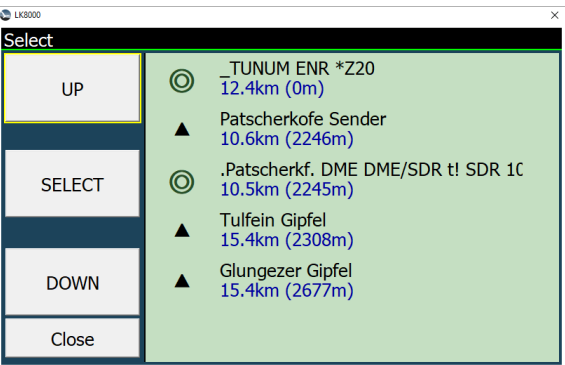 LK8000
Select
UP
SELECT
DOWN
Close
_TUNUM ENR *Z20
12.4km (0m)
Patscherkofe Sender
10.6km (2246m)
.Patscherkf. DME DME/SDR t! SDR 10
10.5km (2245m)
Tulfein Gipfel
15.4km (2308m)
Glungezer Gipfel
15.4km (2677m)